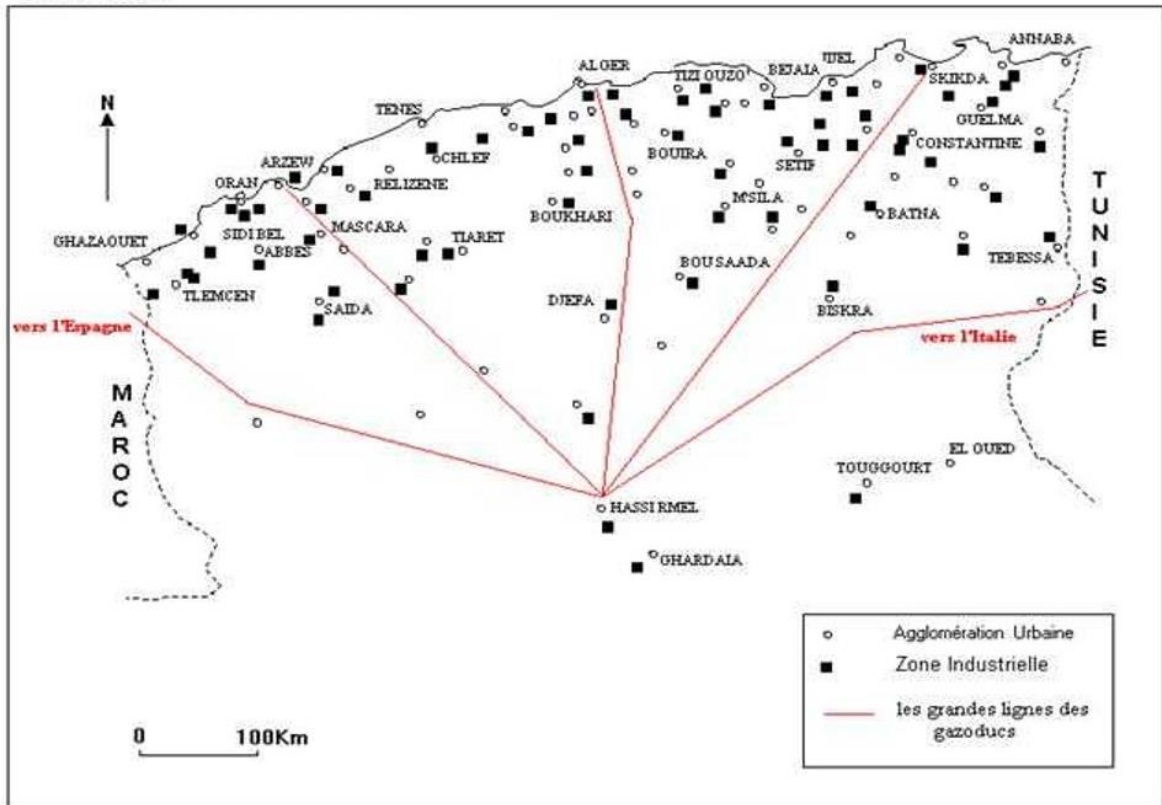 ANNABA
ALGER
TIZI OUZO
BEJAIA
SKIKDA
N
TENES
GUELMA
CHLEF
BOUIRA
CONSTANTINE
ARZEW
SETIF
ORAN
RELIZENE
M'SILA
BOUKHARI
BATNA
SIDI BEL
ABBES
MASCARA
GHAZAOUET
TIARET
TEBESSA
BOUSAADA
TLEMCEN
SAIDA
DJEFA
BISKRA
vers l'Espagne
vers l'Italie
TUNISIE
MAROC
EL OUED
TOUGGOURT
HASSI RMEL
GHARDAIA
Agglomération Urbaine
Zone Industrielle
les grandes lignes des
gazoducs
0 100Km